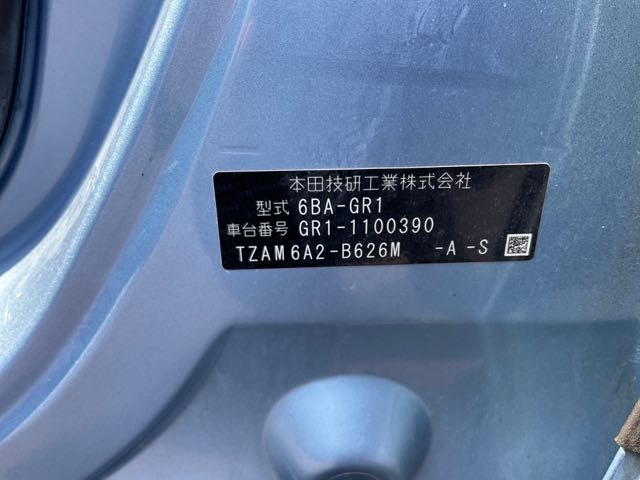 本田技研工業株式会社
型式 6BA-GR1
車台番号 GR1-1100390
TZAM6A2-B626M -A-S